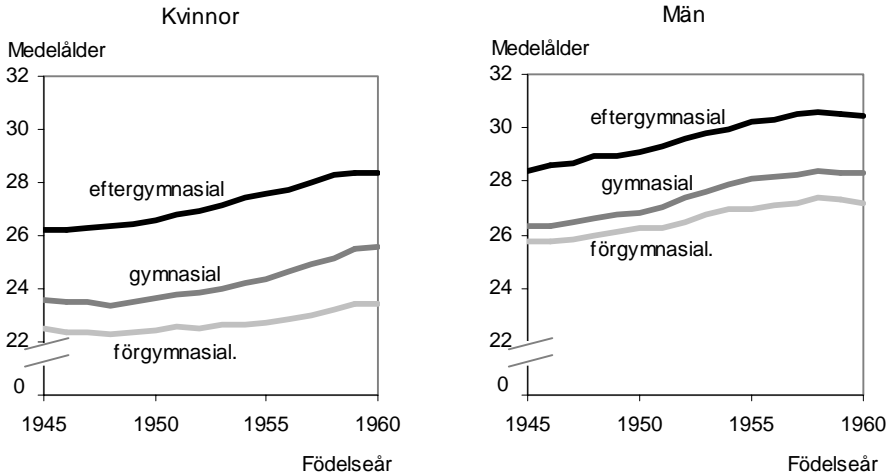 Kvinnor
Medelålder
32
30
28
26
24
22
0
eftergymnasial
gymnasial
förgymnasial.
1945 1950 1955 1960
Födelseår
Män
Medelålder
32
30
28
26
24
22
0
eftergymnasial
gymnasial
förgymnasial.
1945 1950 1955 1960
Födelseår